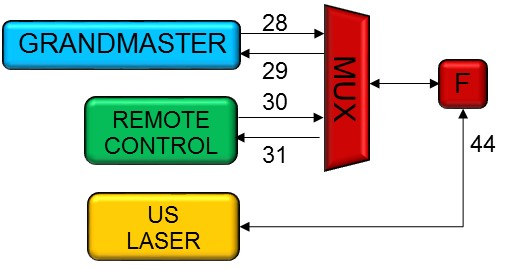 28
GRANDMASTER
29
MUX
30
REMOTE
CONTROL
31
F
44
US
LASER